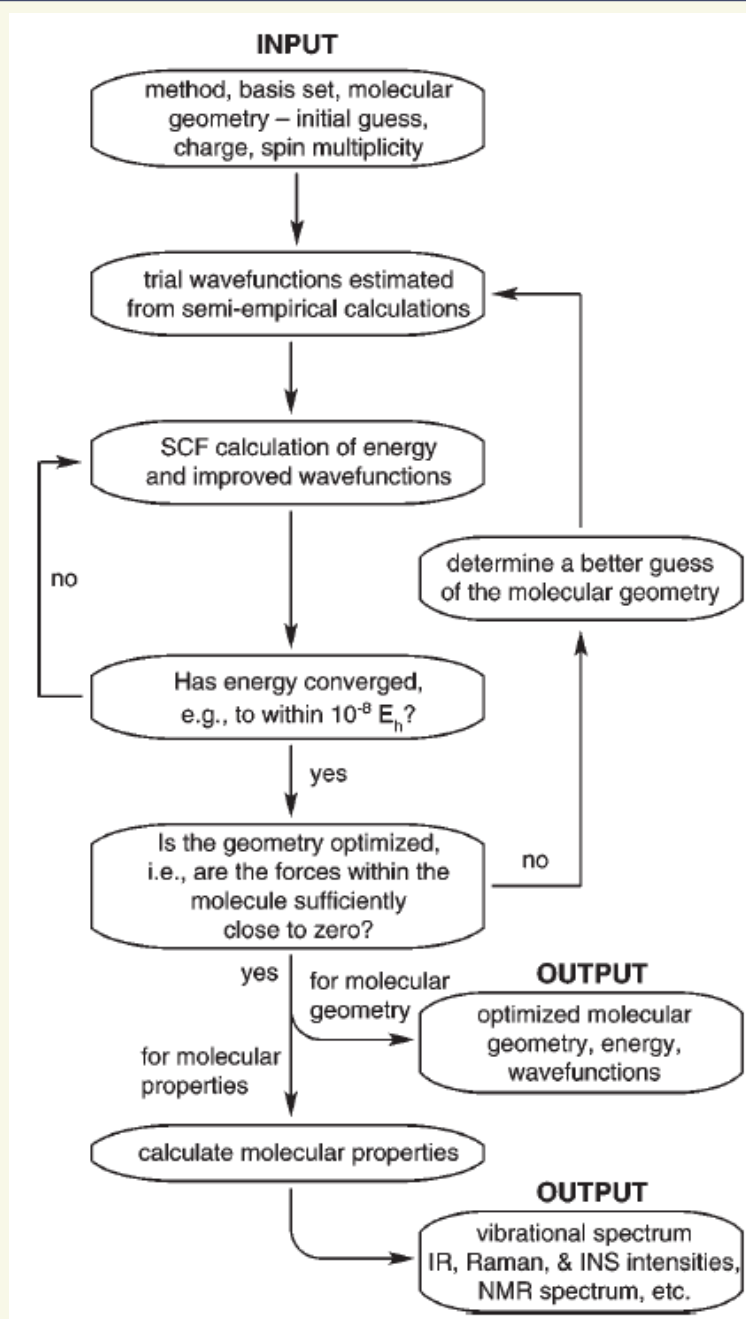 INPUT
method, basis set, molecular
geometry – initial guess,
charge, spin multiplicity
trial wavefunctions estimated
from semi-empirical calculations
SCF calculation of energy
and improved wavefunctions
no
determine a better guess
of the molecular geometry
Has energy converged,
e.g., to within 10⁻⁸ Eₕ?
yes
Is the geometry optimized,
i.e., are the forces within the
molecule sufficiently
close to zero?
no
yes
for molecular
geometry
OUTPUT
optimized molecular
geometry, energy,
wavefunctions
for molecular
properties
calculate molecular properties
OUTPUT
vibrational spectrum
IR, Raman, & INS intensities,
NMR spectrum, etc.